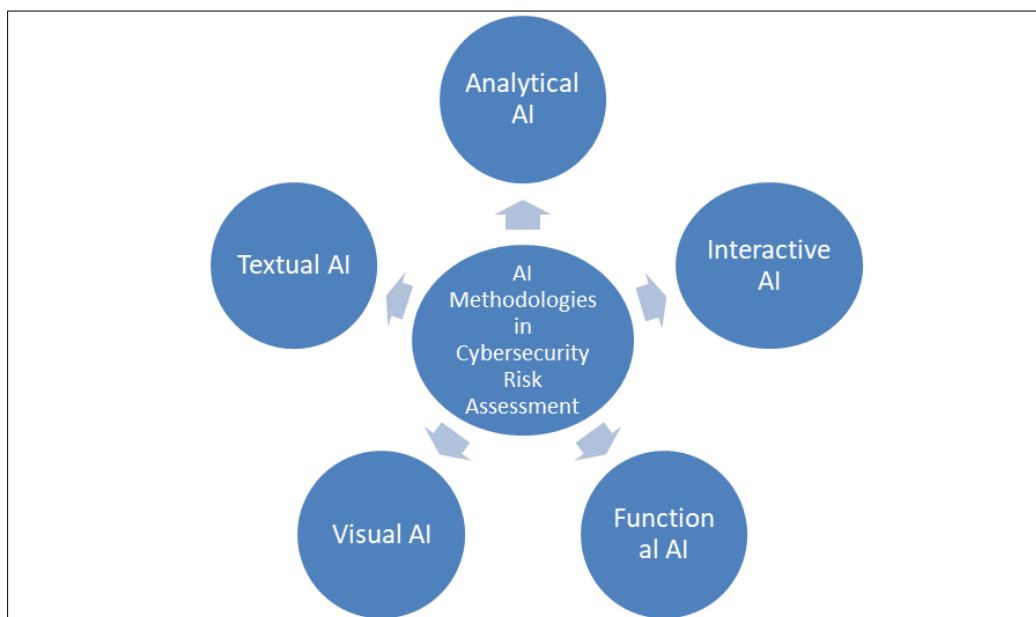 Analytical
AI
Textual AI
Interactive
AI
AI
Methodologies
in
Cybersecurity
Risk
Assessment
Visual AI
Function
al AI